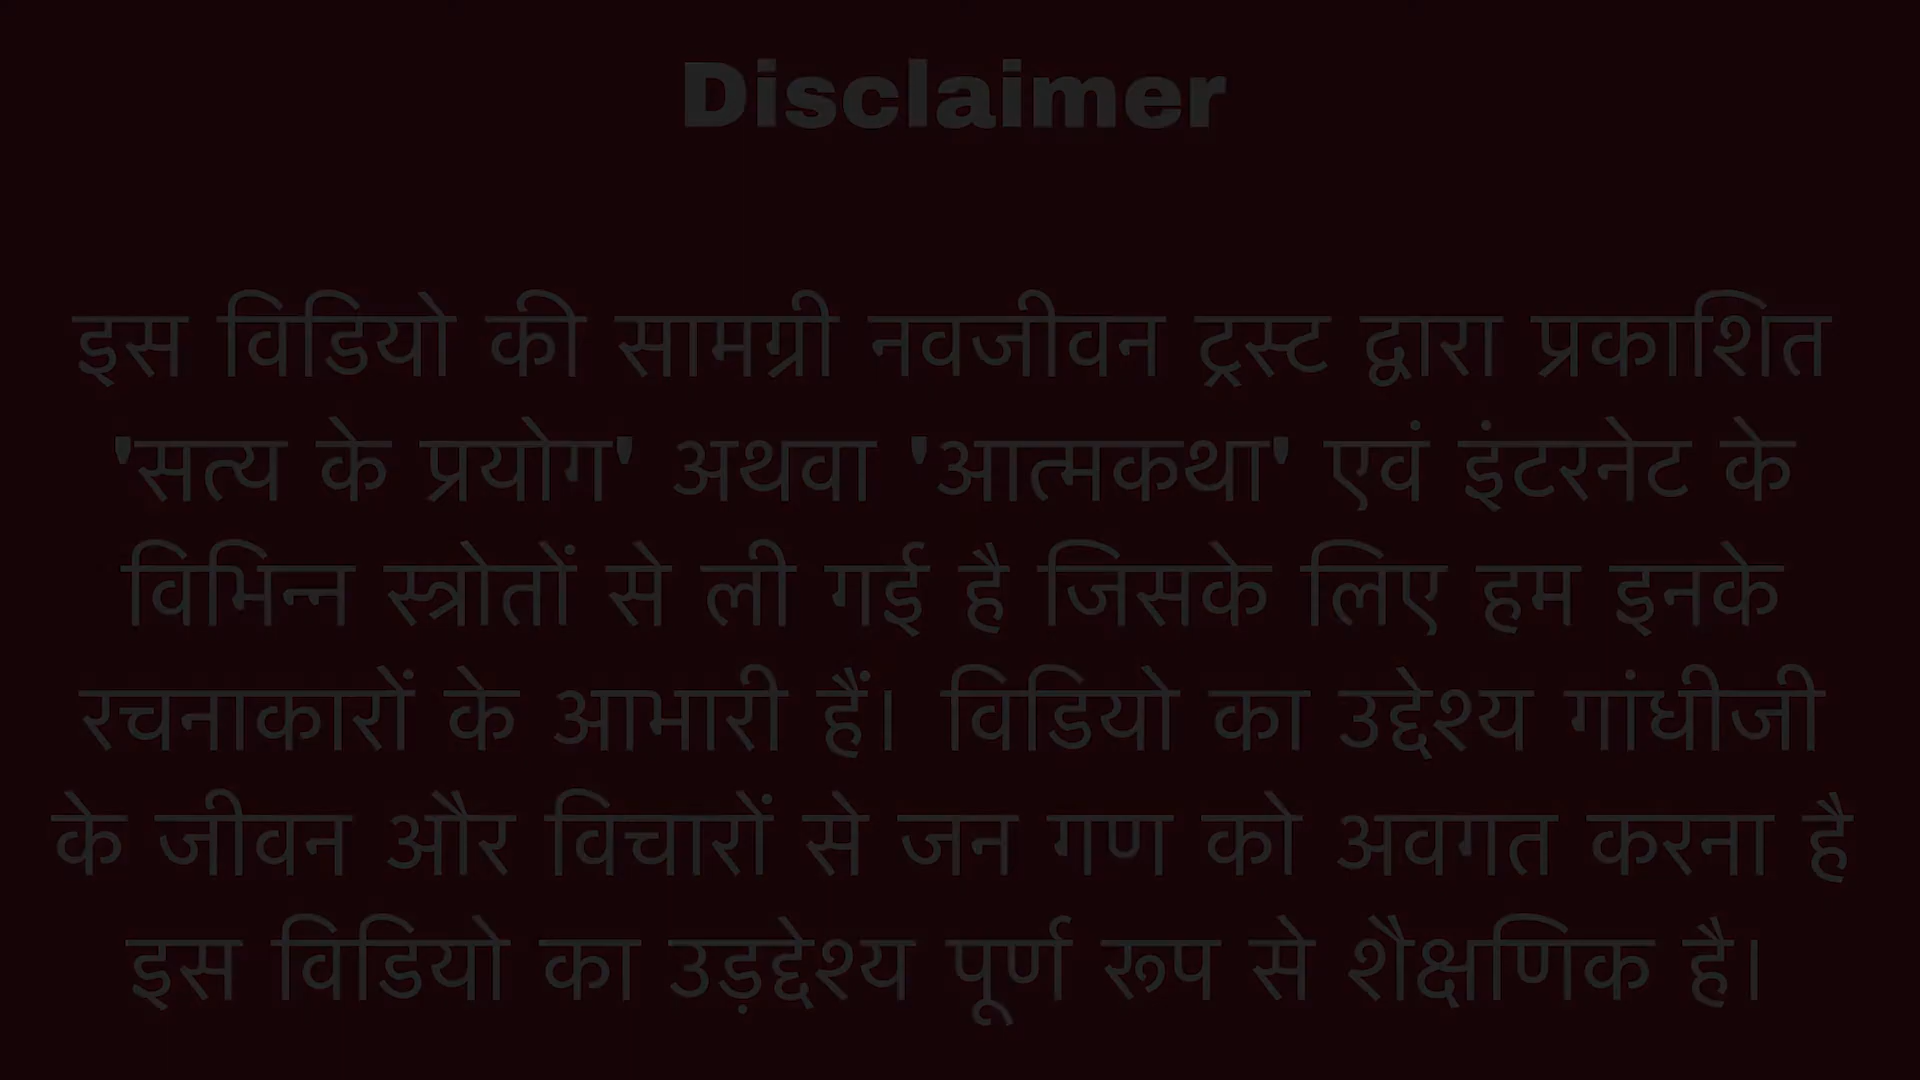 Disclaimer
इस विडियो की सामग्री नवजीवन ट्रस्ट द्वारा प्रकाशित
'सत्य के प्रयोग' अथवा 'आत्मकथा' एवं इंटरनेट के
विभिन्न स्त्रोतों से ली गई है जिसके लिए हम इनके
रचनाकारों के आभारी हैं। विडियो का उद्देश्य गांधीजी
के जीवन और विचारों से जन गण को अवगत करना है
इस विडियो का उड़द्देश्य पूर्ण रूप से शैक्षणिक है।